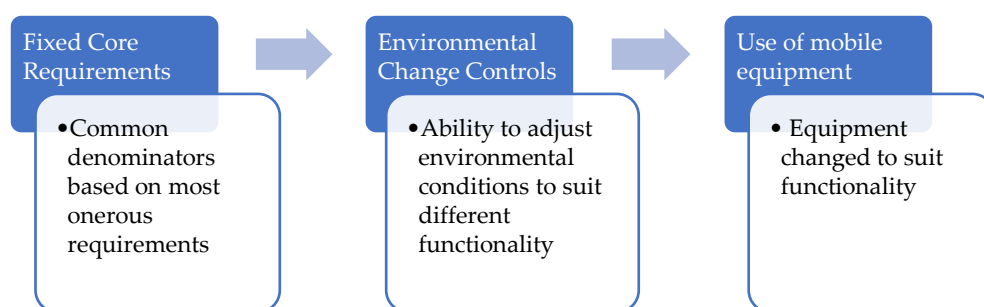 Fixed Core
Requirements
•Common
denominators
based on most
onerous
requirements
Environmental
Change Controls
•Ability to adjust
environmental
conditions to suit
different
functionality
Use of mobile
equipment
• Equipment
changed to suit
functionality